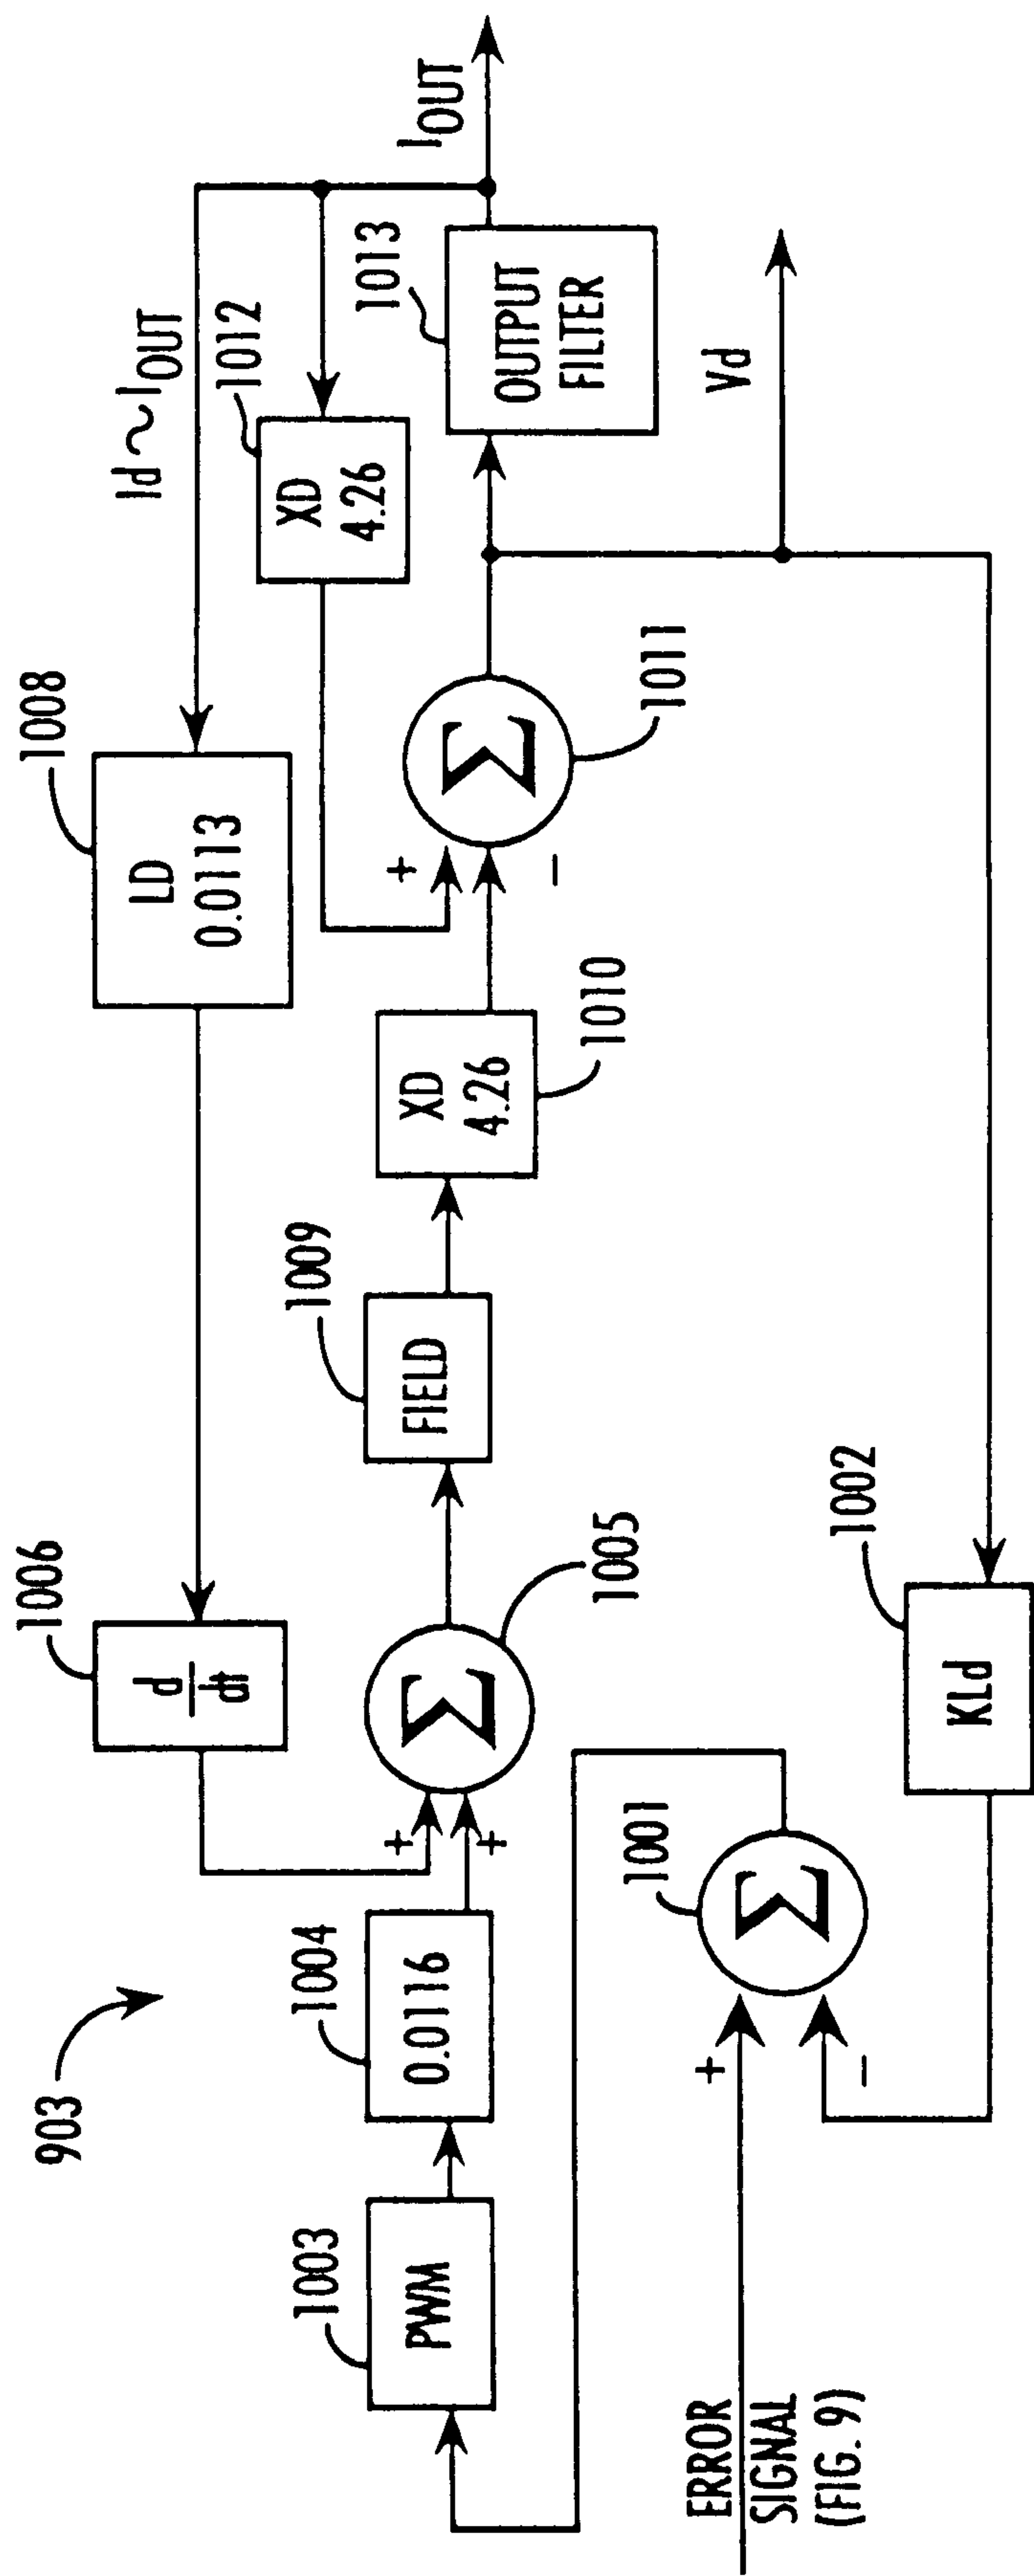 903
1006
d
dt
1008
LD
0.0113
Id ~ IOUT
IOUT
1012
XD
4.26
1013
OUTPUT
FILTER
1003
PWM
1004
0.0116
+
+
Σ
1005
1009
FIELD
XD
4.26
1010
+
−
Σ
1011
Vd
ERROR
SIGNAL
(FIG. 9)
+
−
1001
Σ
1002
KLd